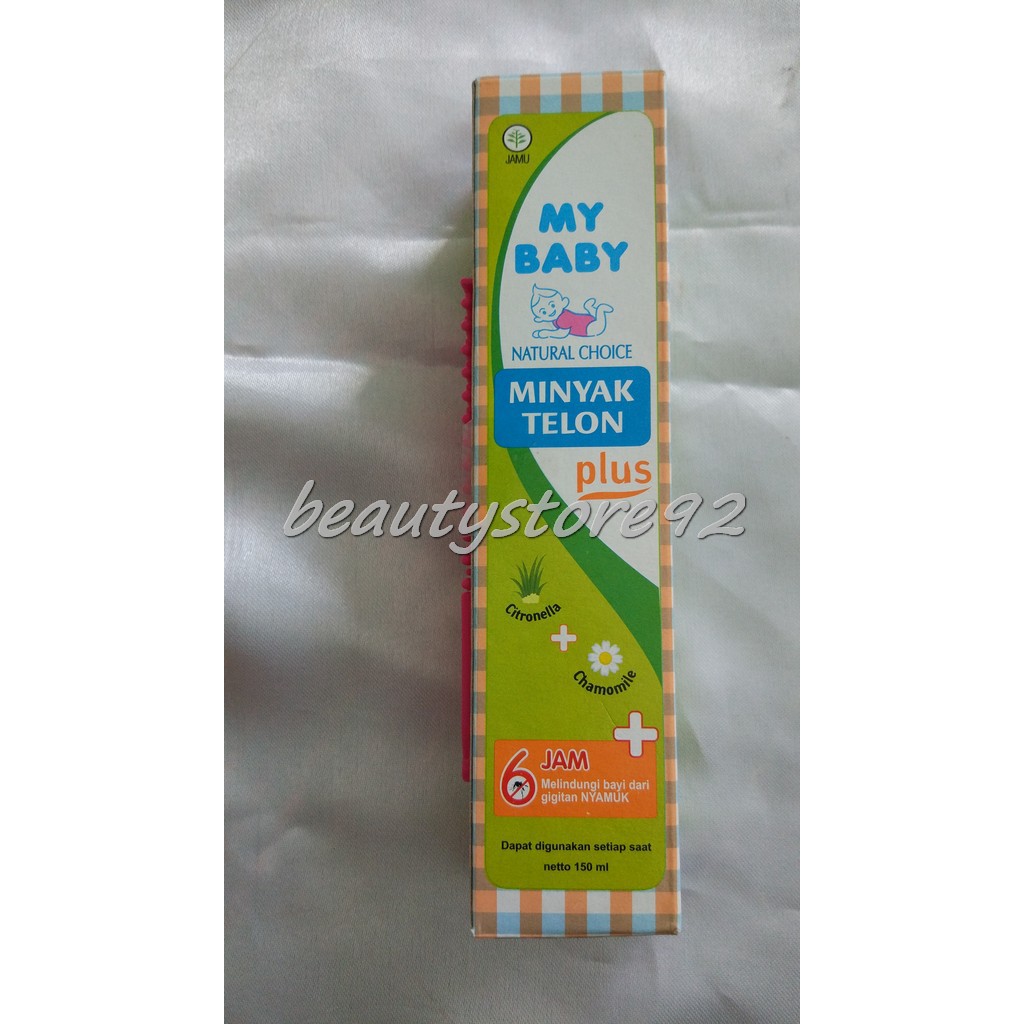 JAMU
MY
BABY
NATURAL CHOICE
MINYAK
TELON
plus
beautystore92
Citronella
Chamomile
6 JAM
Melindungi bayi dari
gigitan NYAMUK
Dapat digunakan setiap saat
netto 150 ml